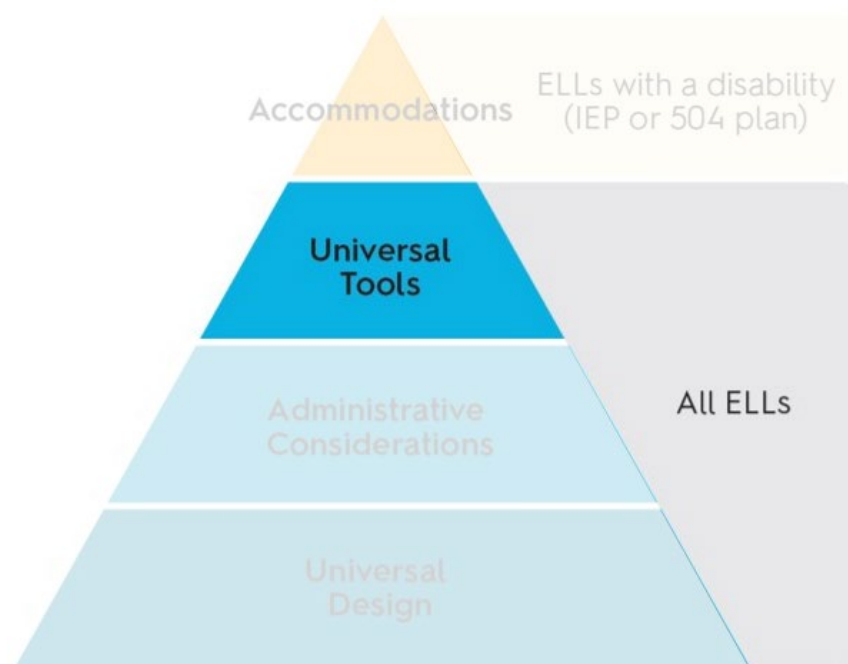 Accommodations
ELLs with a disability
(IEP or 504 plan)
Universal
Tools
All ELLs
Administrative
Considerations
Universal
Design